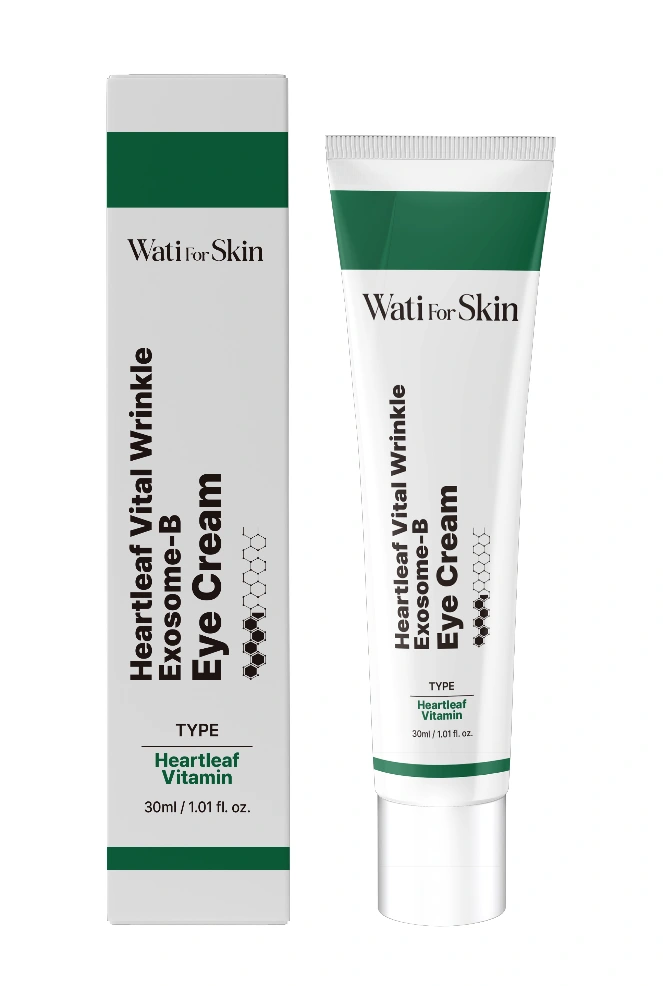 Wati For Skin
Heartleaf Vital Wrinkle
Exosome-B
Eye Cream
TYPE
Heartleaf
Vitamin
30ml / 1.01 fl. oz.
Wati For Skin
Heartleaf Vital Wrinkle
Exosome-B
Eye Cream
TYPE
Heartleaf
Vitamin
30ml / 1.01 fl. oz.